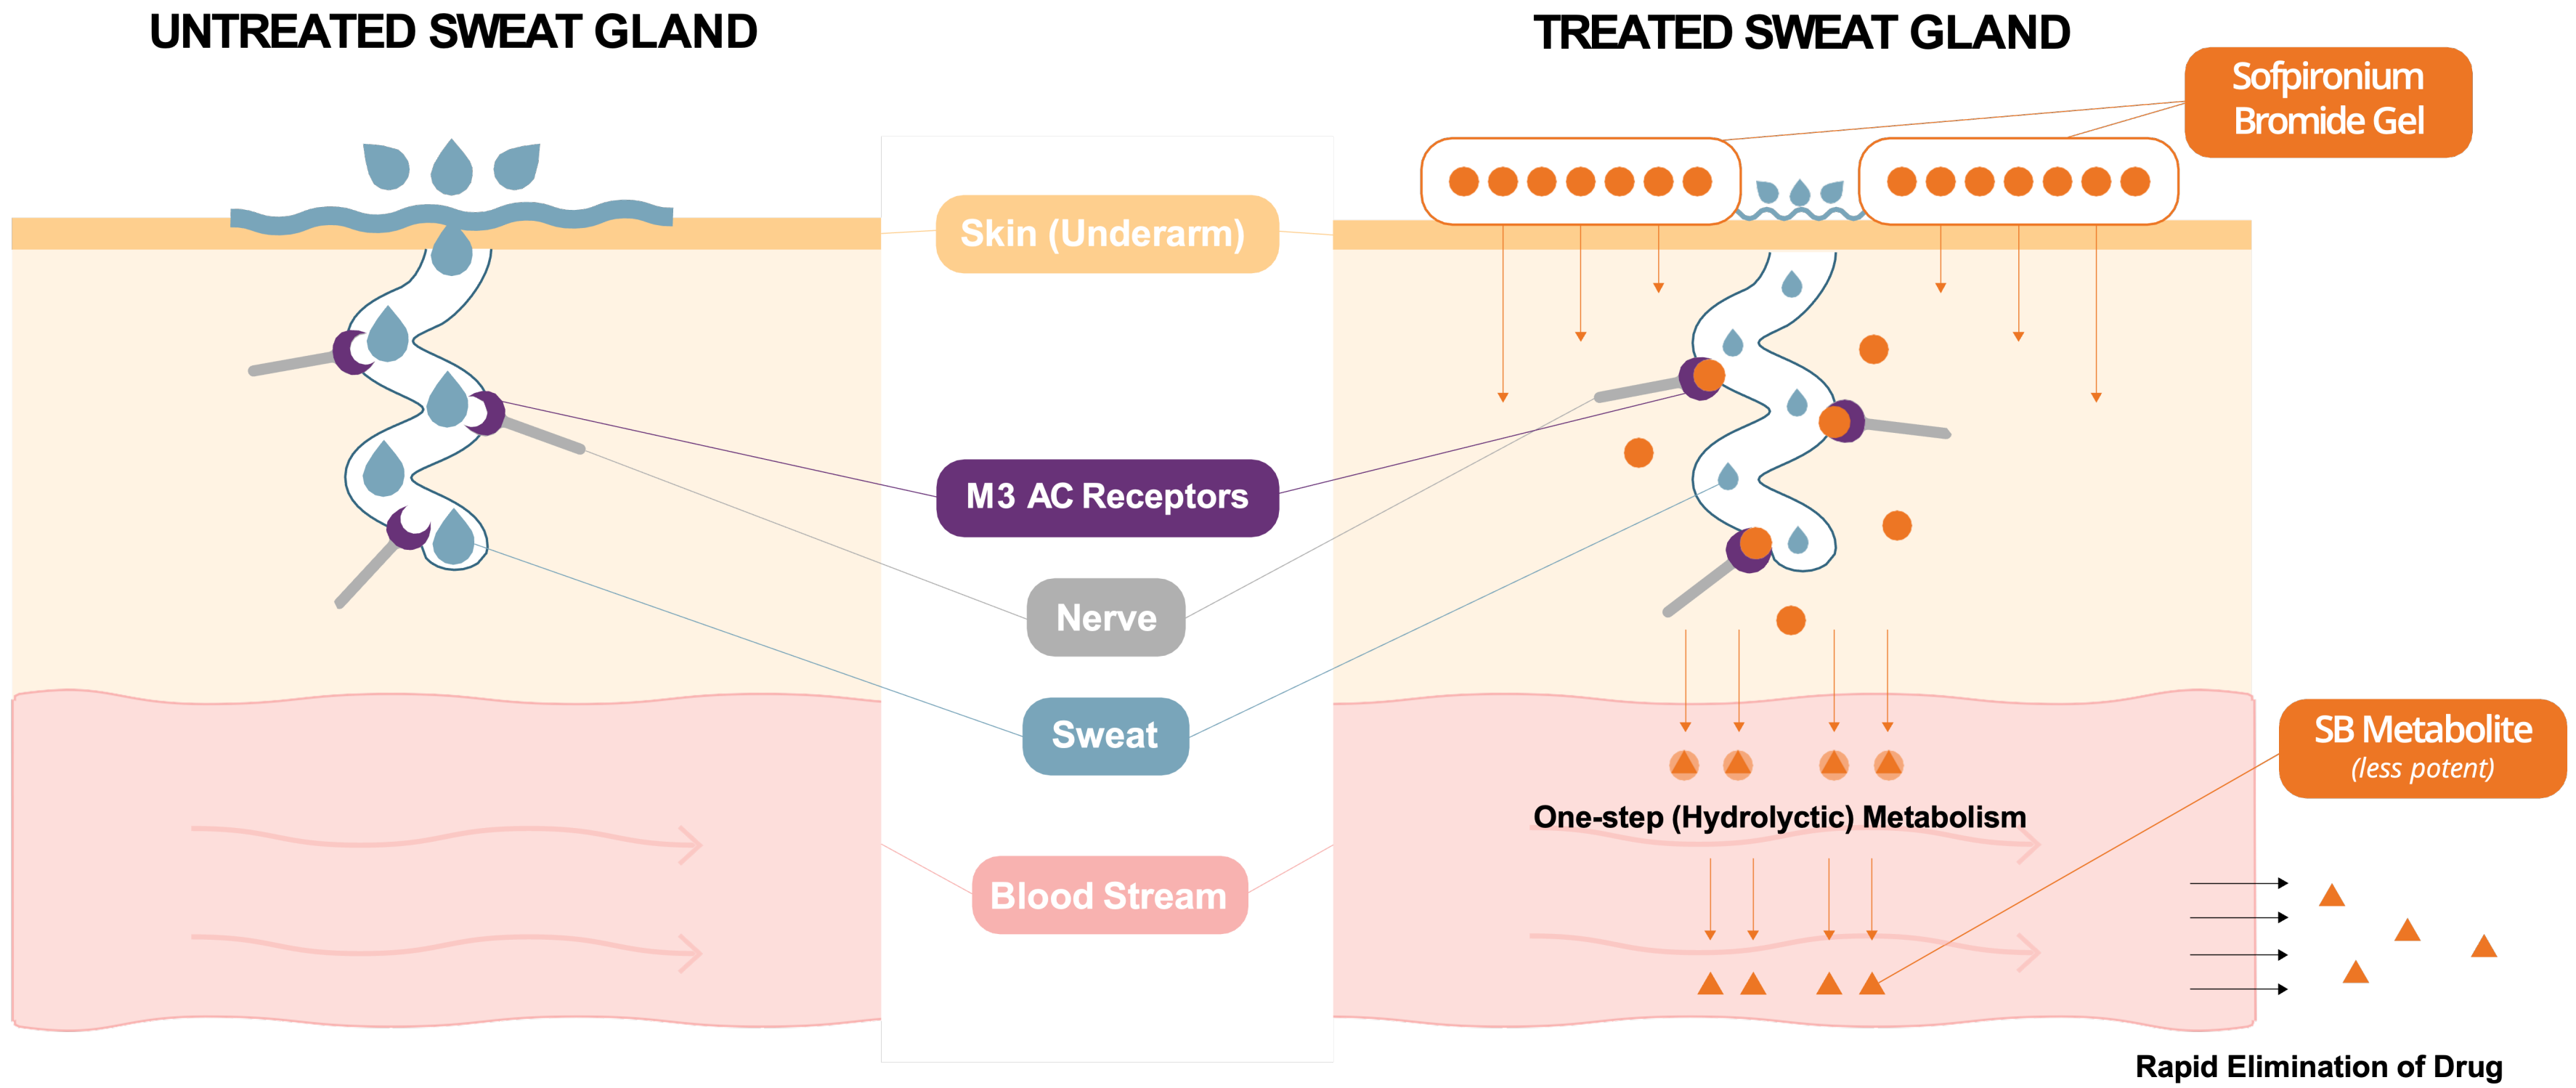 UNTREATED SWEAT GLAND
TREATED SWEAT GLAND
Sofpironium
Bromide Gel
Skin (Underarm)
M3 AC Receptors
Nerve
Sweat
Blood Stream
One-step (Hydrolyctic) Metabolism
SB Metabolite
(less potent)
Rapid Elimination of Drug